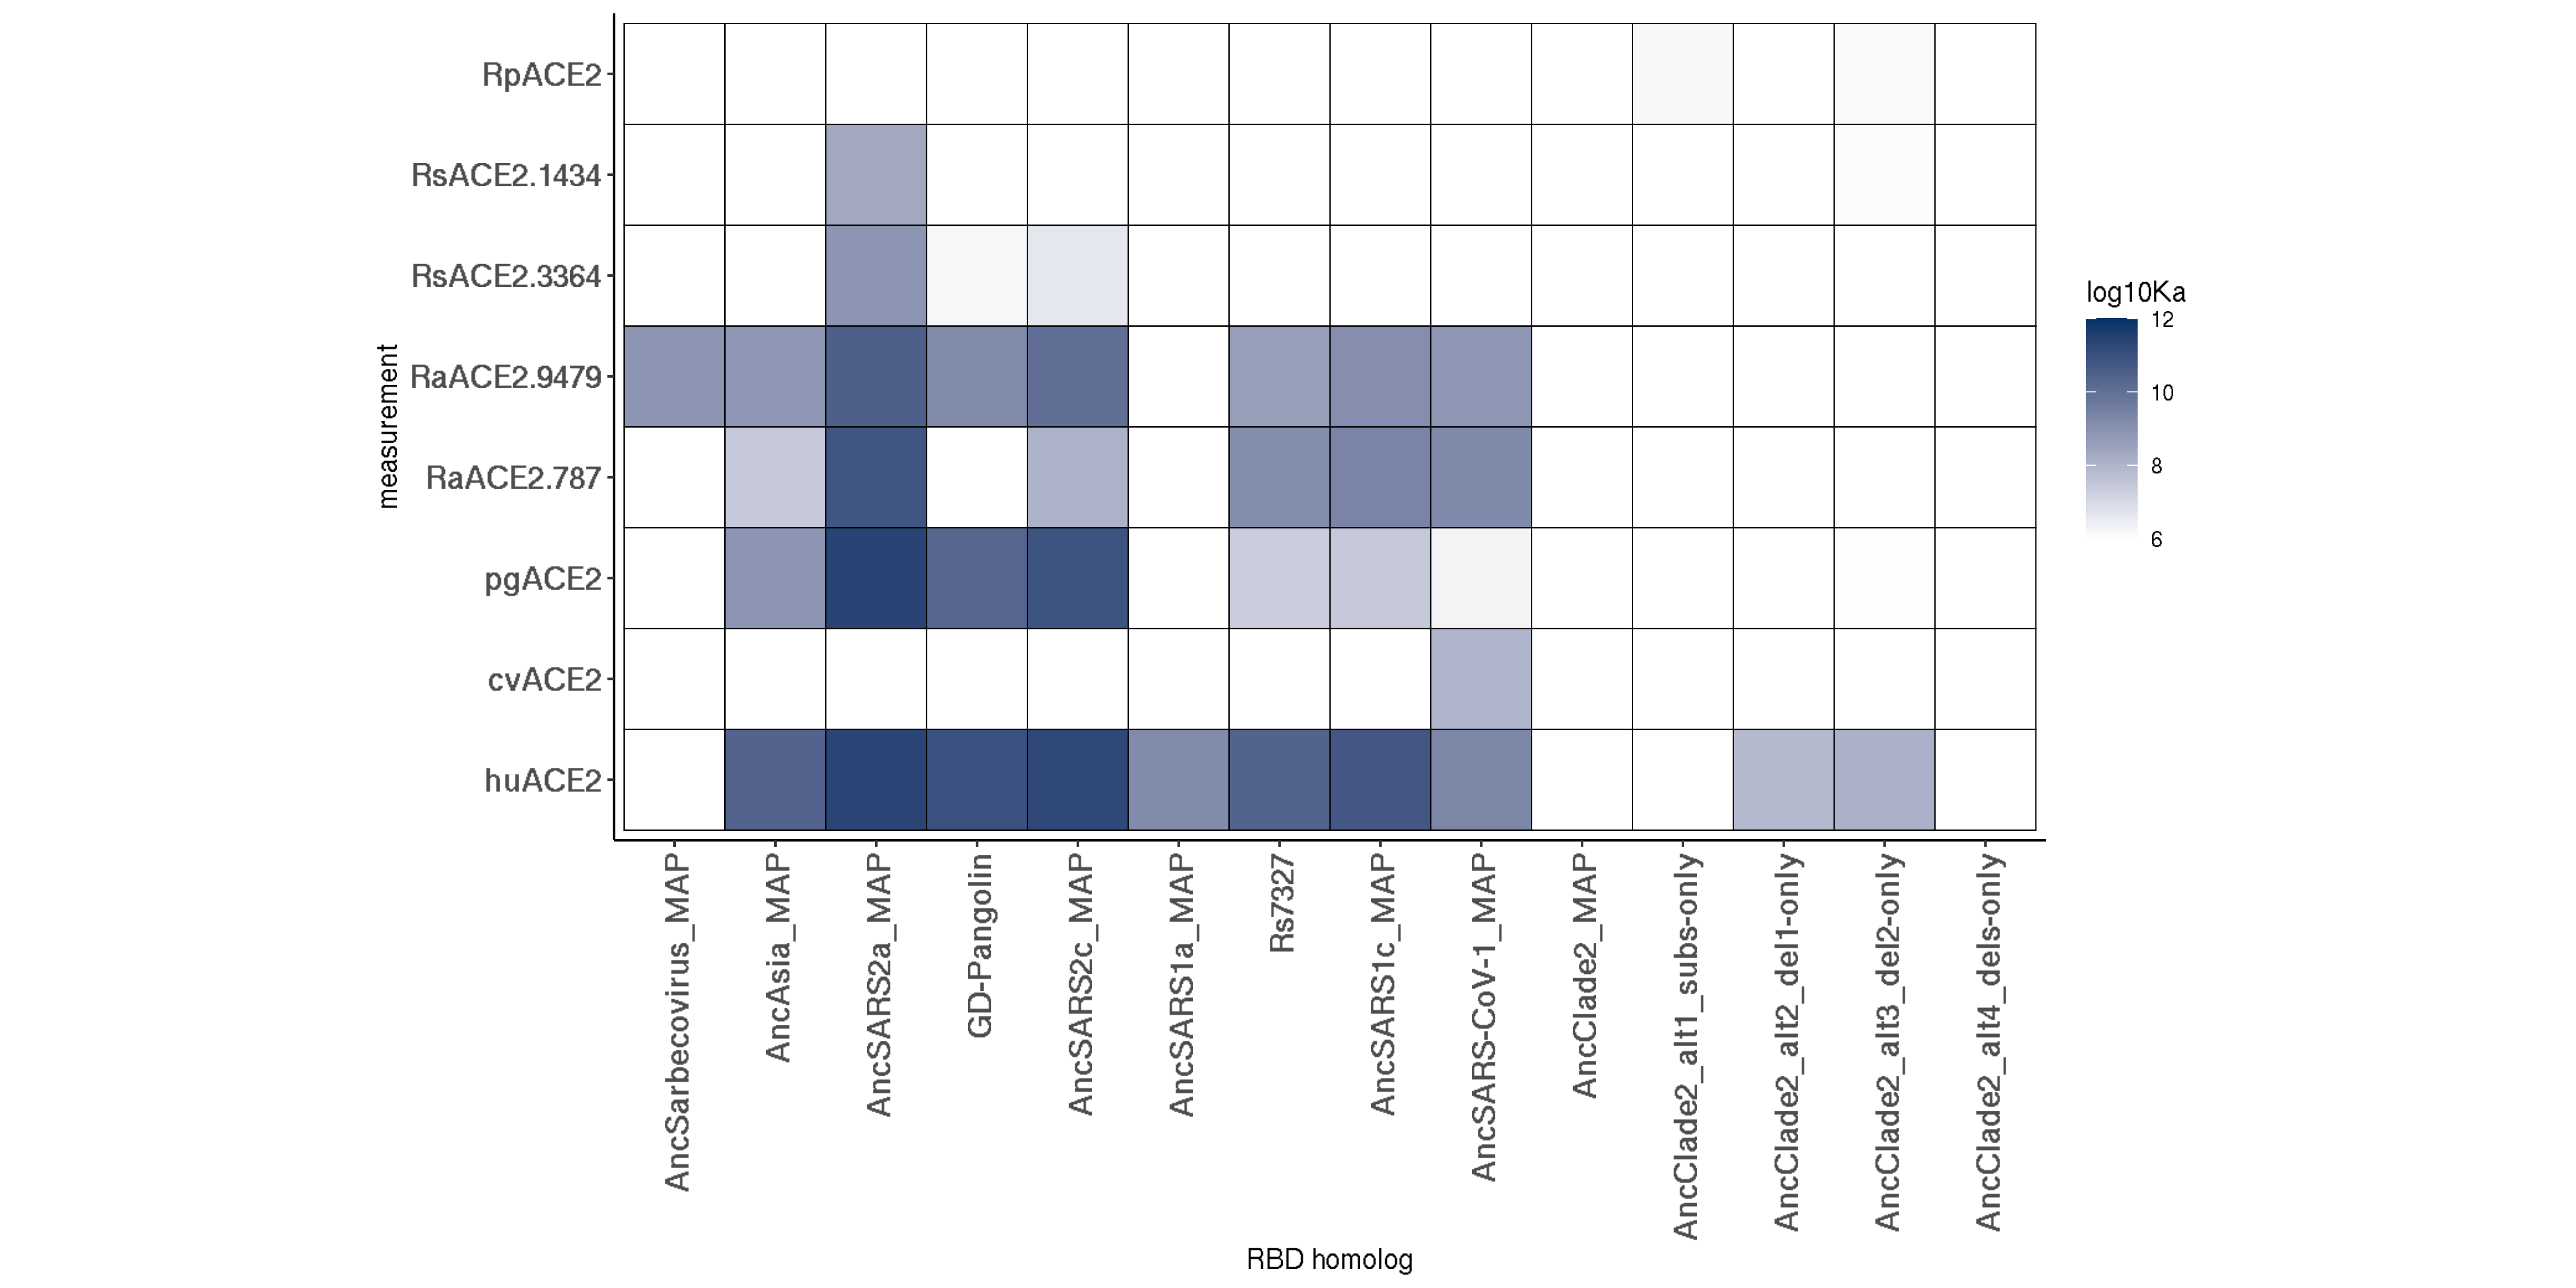 measurement
RpACE2
RsACE2.1434
RsACE2.3364
RaACE2.9479
RaACE2.787
pgACE2
cvACE2
huACE2
AncSarbecovirus_MAP
AncAsia_MAP
AncSARS2a_MAP
GD-Pangolin
AncSARS2c_MAP
AncSARS1a_MAP
Rs7327
AncSARS1c_MAP
AncSARS-CoV-1_MAP
AncClade2_MAP
AncClade2_alt1_subs-only
AncClade2_alt2_del1-only
AncClade2_alt3_del2-only
AncClade2_alt4_dels-only
RBD homolog
log10Ka
12
10
8
6